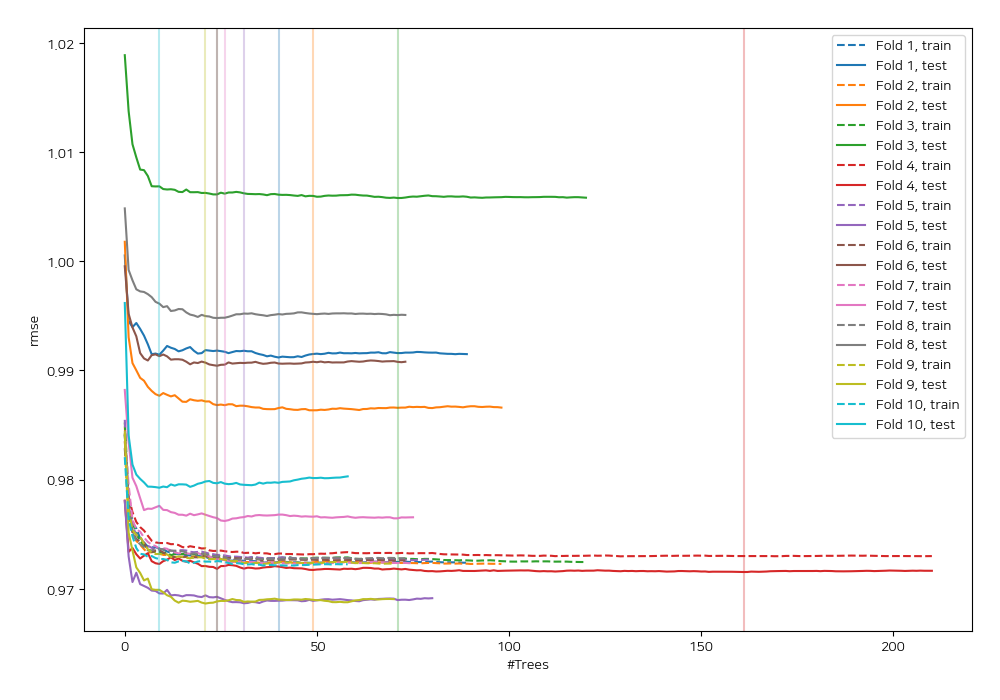 1,02
1,01
1,00
0,99
0,98
0,97
rmse
0
50
100
150
200
#Trees
Fold 1, train
Fold 1, test
Fold 2, train
Fold 2, test
Fold 3, train
Fold 3, test
Fold 4, train
Fold 4, test
Fold 5, train
Fold 5, test
Fold 6, train
Fold 6, test
Fold 7, train
Fold 7, test
Fold 8, train
Fold 8, test
Fold 9, train
Fold 9, test
Fold 10, train
Fold 10, test